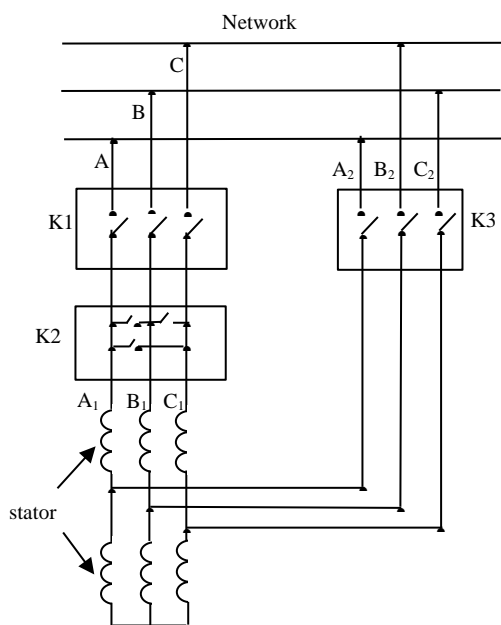 Network
C
B
A
A₂
B₂
C₂
K1
K3
K2
A₁
B₁
C₁
stator